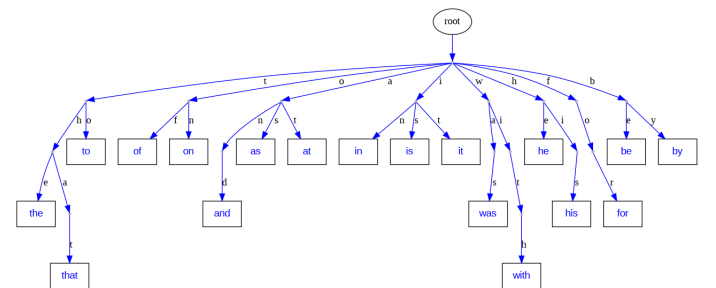 root
t o a i w h f b
h o f n n s t n s t a i e i o e y
to of on as at in is it he be by
e a d s t s r
the and was his for
t h
that with